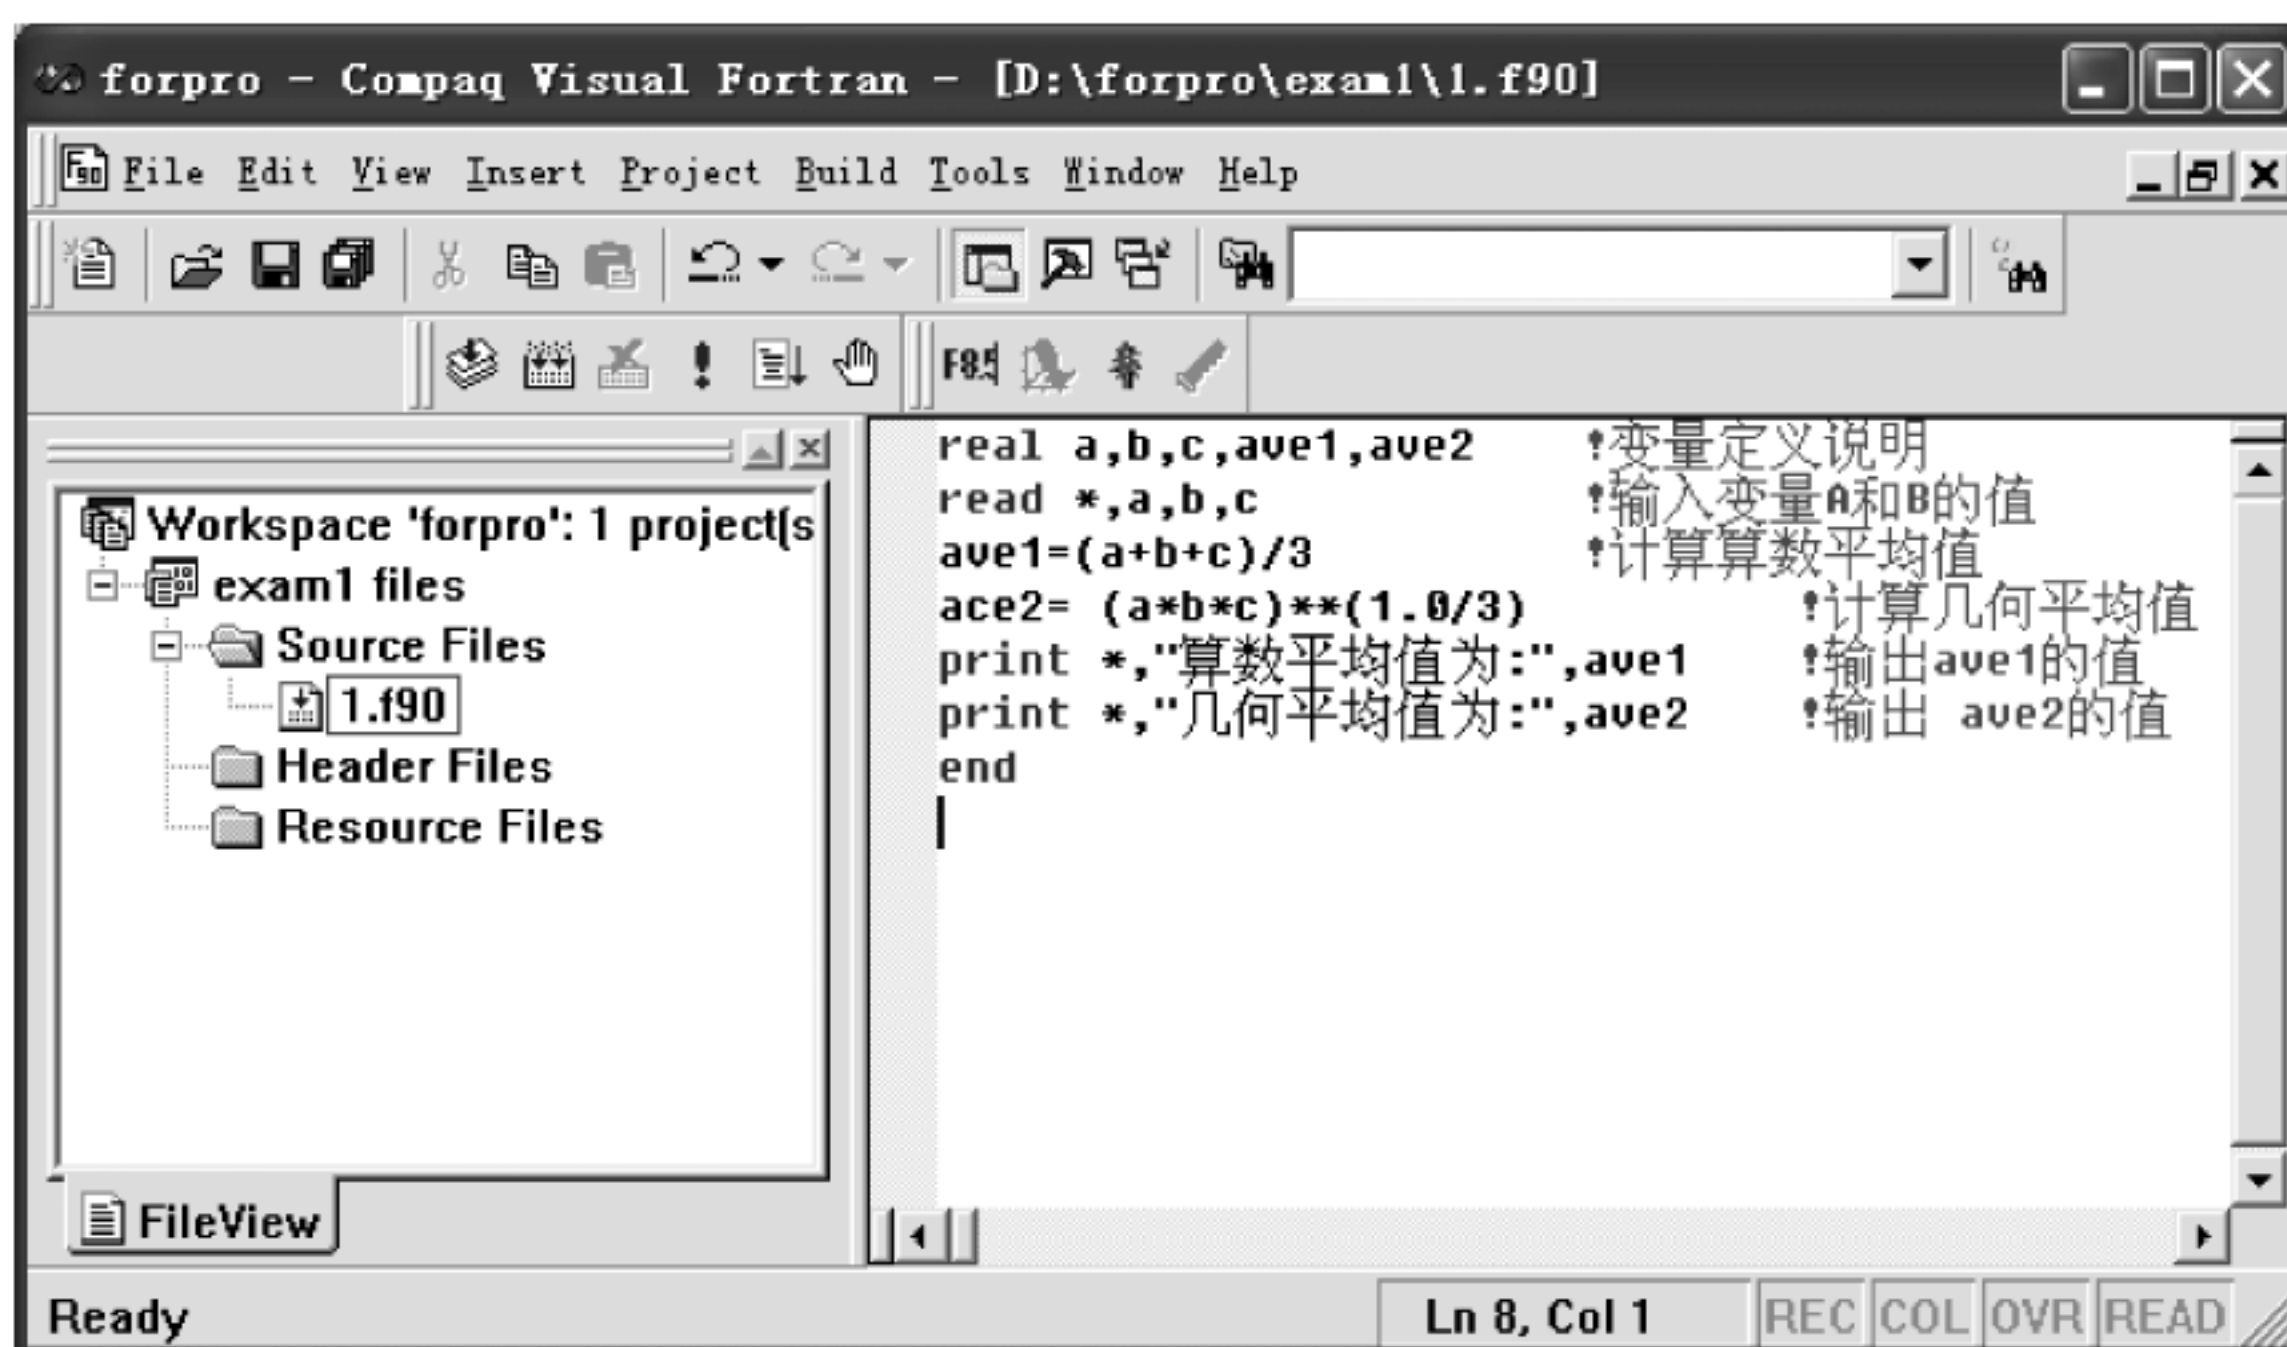 forpro - Compaq Visual Fortran - [D:\forpro\exam1\1.f90]
File Edit View Insert Project Build Tools Window Help
Workspace 'forpro': 1 project(s
exam1 files
Source Files
1.f90
Header Files
Resource Files
FileView
real a,b,c,ave1,ave2 !变量定义说明
read *,a,b,c !输入变量A和B的值
ave1=(a+b+c)/3 !计算算数平均值
ace2= (a*b*c)**(1.0/3) !计算几何平均值
print *,"算数平均值为:",ave1 !输出ave1的值
print *,"几何平均值为:",ave2 !输出 ave2的值
end
Ready Ln 8, Col 1 REC COL OVR READ